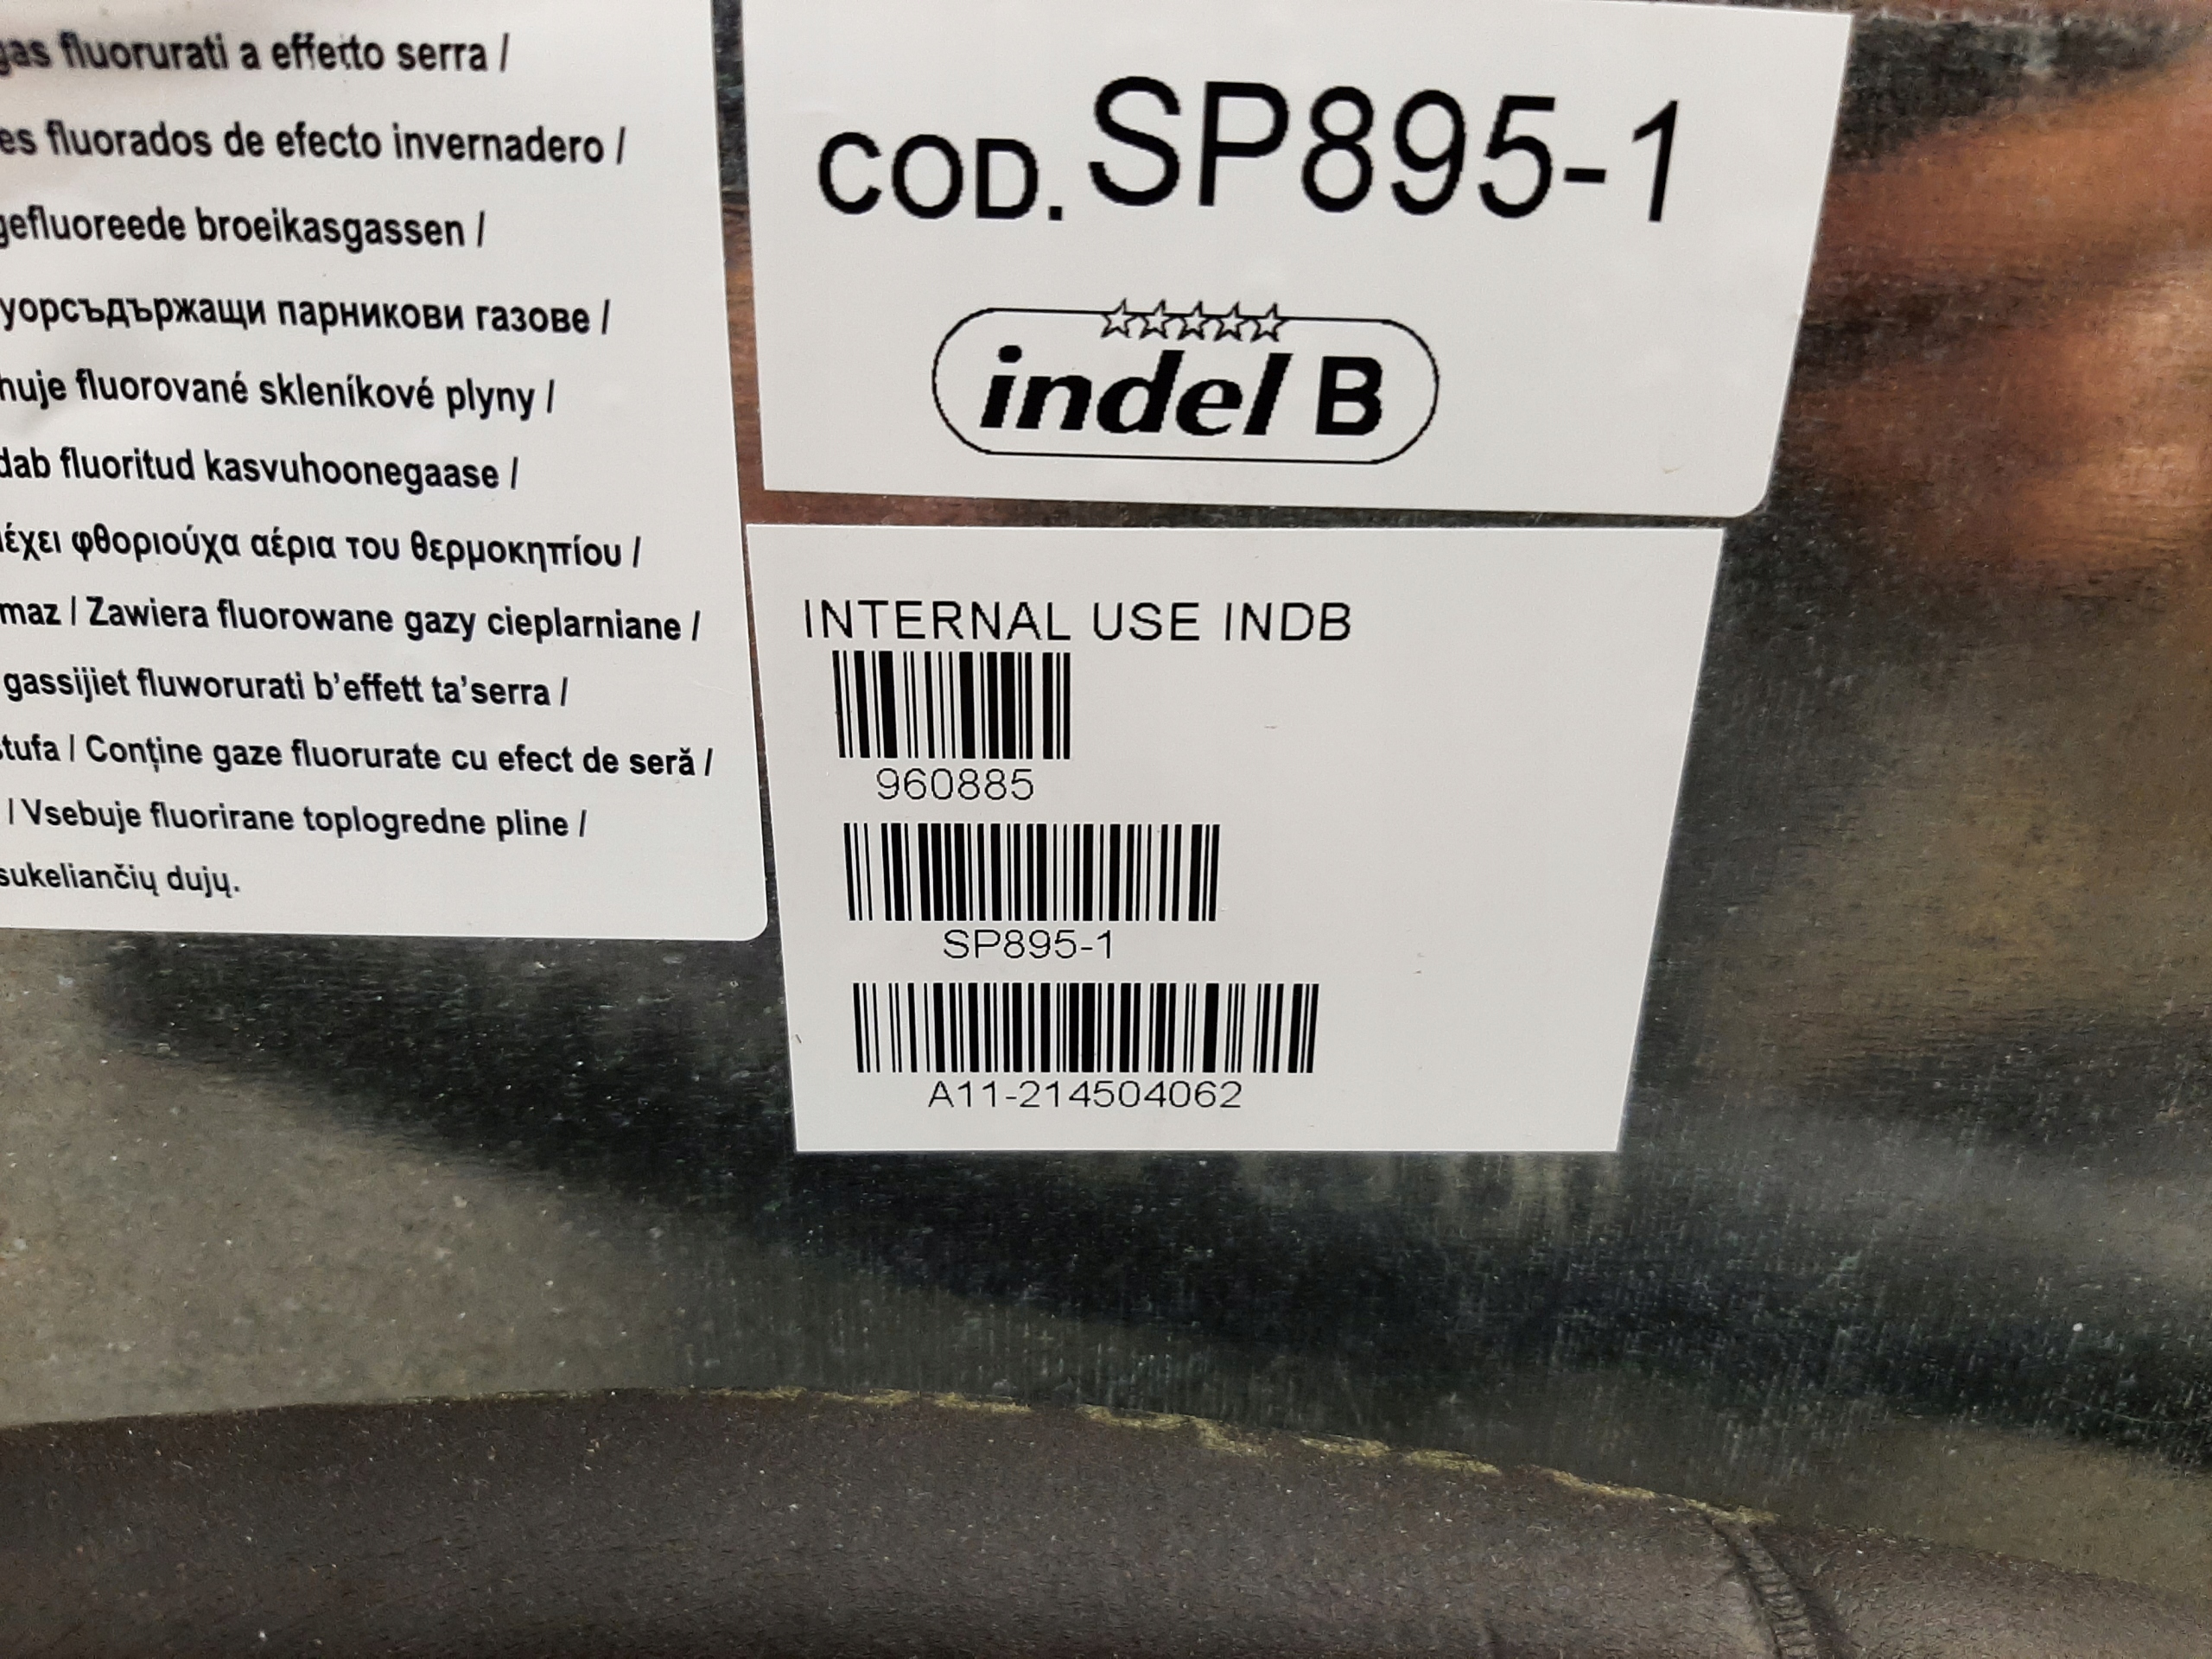 gas fluorurati a effetto serra /
es fluorados de efecto invernadero /
gefluoreede broeikasgassen /
уорсъдържащи парникови газове /
huje fluorované skleníkové plyny /
dab fluoritud kasvuhoonegaase /
έχει φθοριούχα αέρια του θερμοκηπίου /
maz / Zawiera fluorowane gazy cieplarniane /
gassijiet fluworurati b'effett ta'serra /
stufa / Conţine gaze fluorurate cu efect de seră /
/ Vsebuje fluorirane toplogredne pline /
sukeliančių dujų.
COD. SP895-1
indel B
INTERNAL USE INDB
960885
SP895-1
A11-214504062